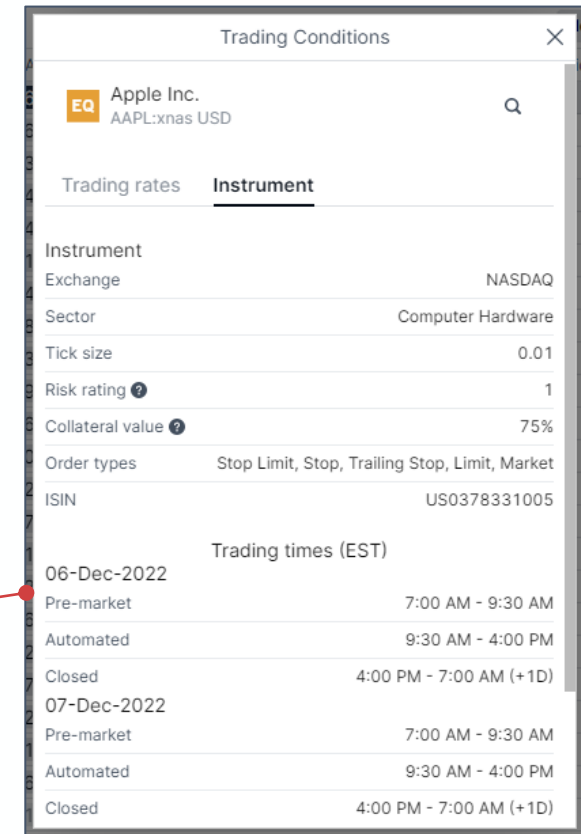 Trading Conditions
EQ
Apple Inc.
AAPL:xnas USD
Trading rates Instrument
Instrument
Exchange NASDAQ
Sector Computer Hardware
Tick size 0.01
Risk rating ? 1
Collateral value ? 75%
Order types Stop Limit, Stop, Trailing Stop, Limit, Market
ISIN US0378331005
Trading times (EST)
06-Dec-2022
Pre-market 7:00 AM - 9:30 AM
Automated 9:30 AM - 4:00 PM
Closed 4:00 PM - 7:00 AM (+1D)
07-Dec-2022
Pre-market 7:00 AM - 9:30 AM
Automated 9:30 AM - 4:00 PM
Closed 4:00 PM - 7:00 AM (+1D)